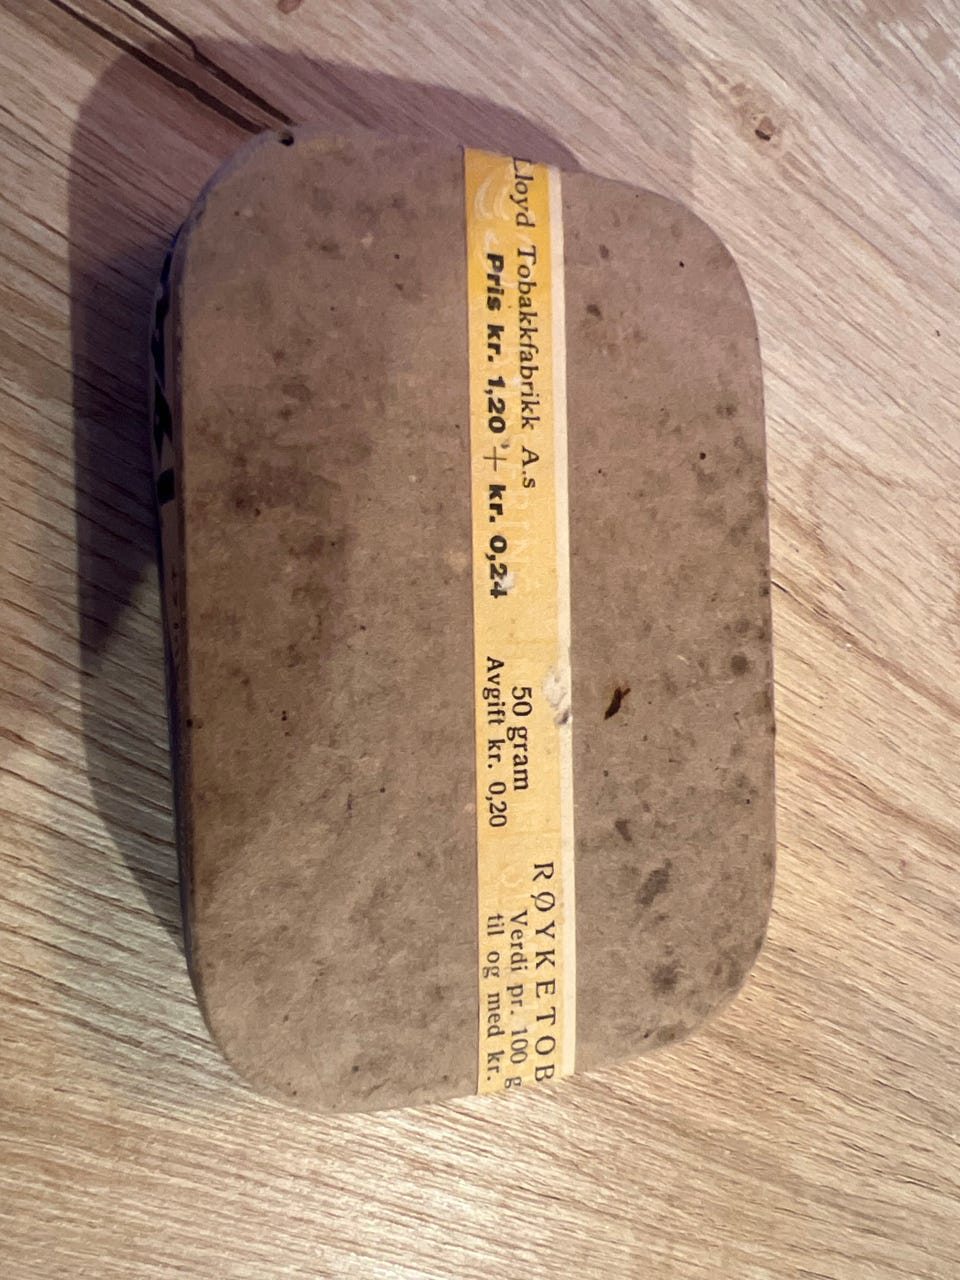 Lloyd Tobakkfabrikk A.s
Pris kr. 1,20 + kr. 0,24
50 gram
Avgift kr. 0,20
RØYKETOB
Verdi pr. 100 g
til og med kr.